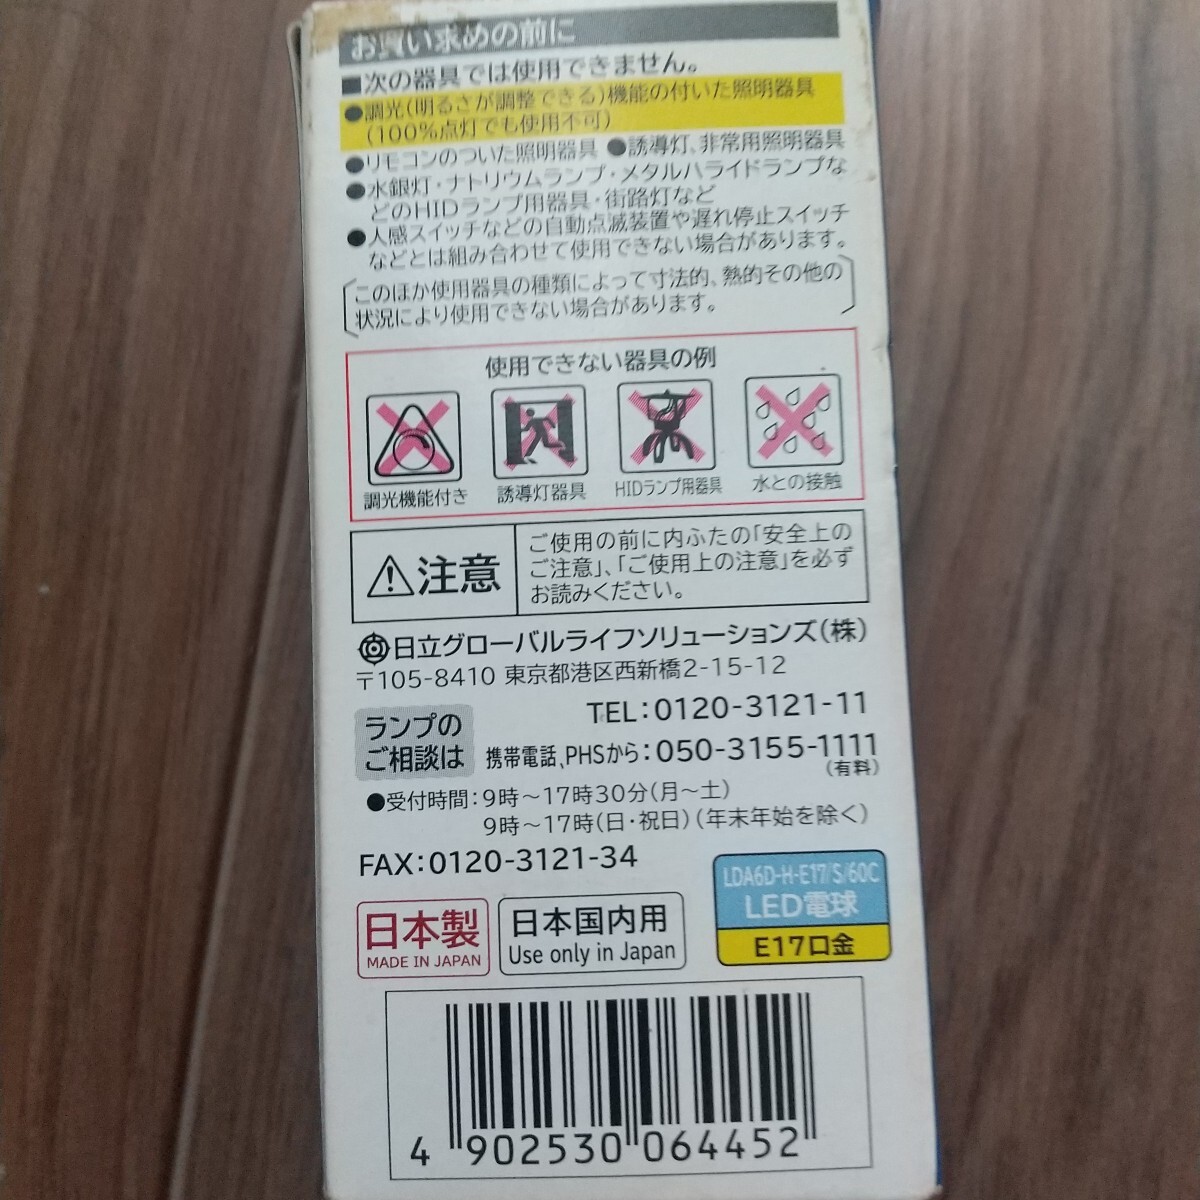 お買い求めの前に
■次の器具では使用できません。
●調光(明るさが調整できる)機能の付いた照明器具
(100%点灯でも使用不可)
●リモコンのついた照明器具 ●誘導灯、非常用照明器具
●水銀灯・ナトリウムランプ・メタルハライドランプな
どのHIDランプ用器具・街路灯など
●人感スイッチなどの自動点滅装置や遅れ停止スイッチ
などとは組み合わせて使用できない場合があります。
このほか使用器具の種類によって寸法的、熱的その他の
状況により使用できない場合があります。
使用できない器具の例
調光機能付き 誘導灯器具 HIDランプ用器具 水との接触
注意
ご使用の前に内ふたの「安全上の
ご注意」、「ご使用上の注意」を必ず
お読みください。
日立グローバルライフソリューションズ(株)
〒105-8410 東京都港区西新橋2-15-12
ランプの
ご相談は
TEL:0120-3121-11
携帯電話、PHSから:050-3155-1111
(有料)
●受付時間:9時~17時30分(月~土)
9時~17時(日・祝日)(年末年始を除く)
FAX:0120-3121-34
日本製
MADE IN JAPAN
日本国内用
Use only in Japan
LDA6D-H-E17/S/60C
LED電球
E17口金
4 902530 064452